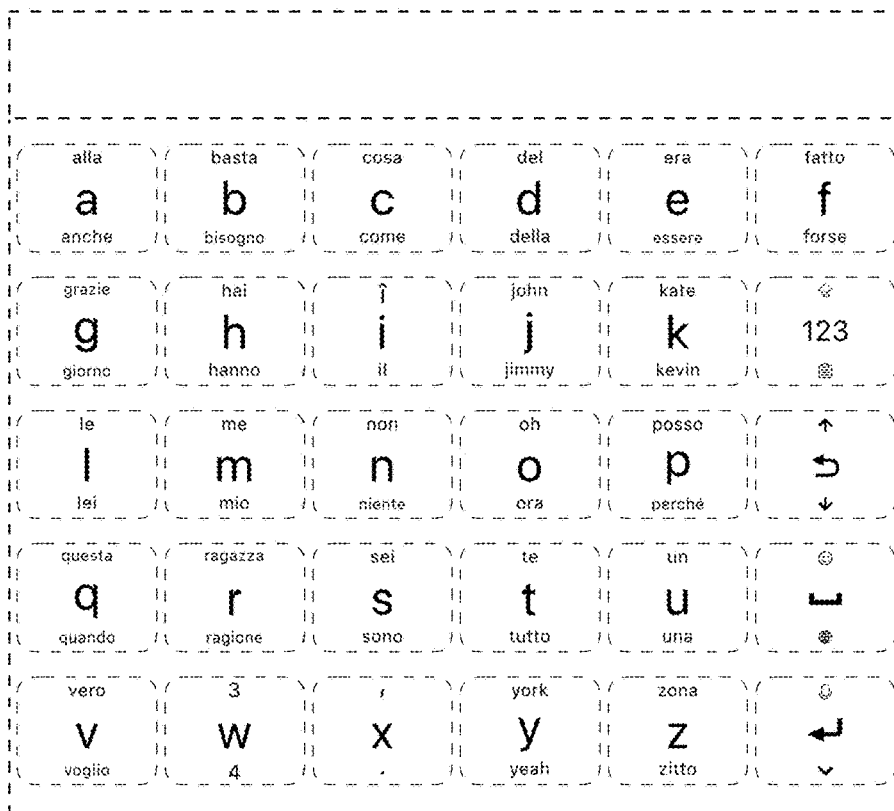 alla basta cosa del era fatto
a b c d e f
anche bisogno come della essere forse
grazie hai î john kate
g h i j k 123
giorno hanno il jimmy kevin
le me non oh posso
l m n o p
lei mio niente ora perché
questa ragazza sei te un
q r s t u
quando ragione sono tutto una
vero 3 , york zona
v w x y z
voglio 4 . yeah zitto